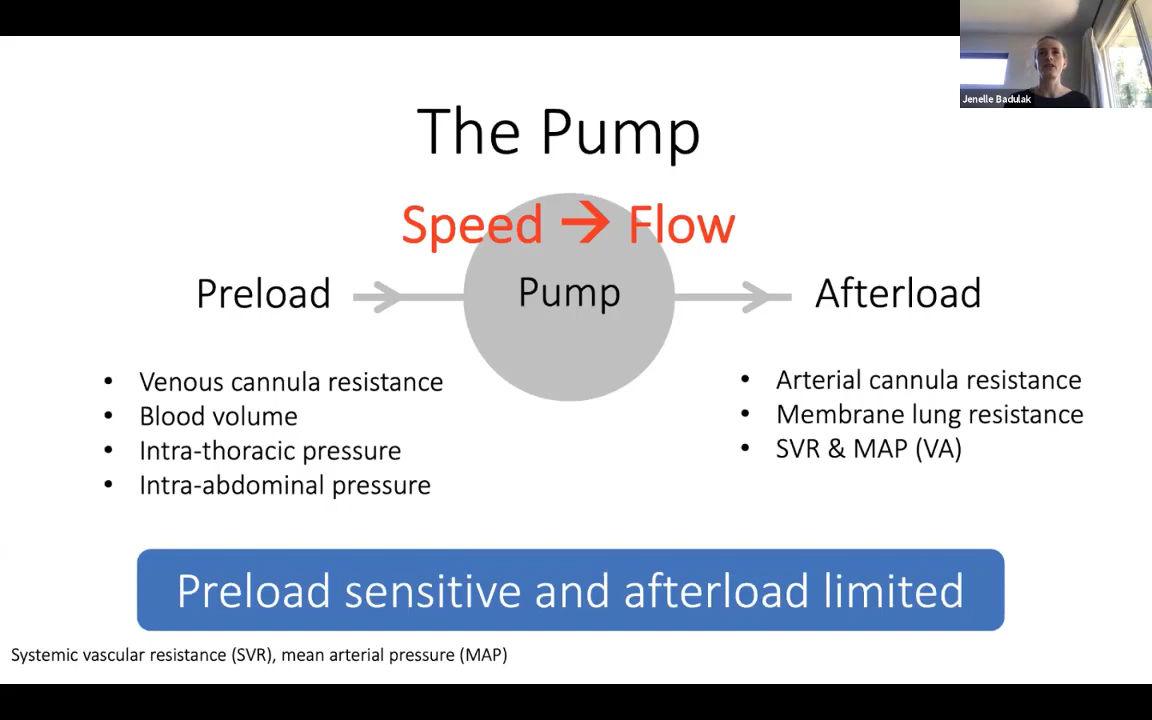 Jenelle Badulak
The Pump
Speed → Flow
Preload
Pump
Afterload
• Venous cannula resistance
• Blood volume
• Intra-thoracic pressure
• Intra-abdominal pressure
• Arterial cannula resistance
• Membrane lung resistance
• SVR & MAP (VA)
Preload sensitive and afterload limited
Systemic vascular resistance (SVR), mean arterial pressure (MAP)